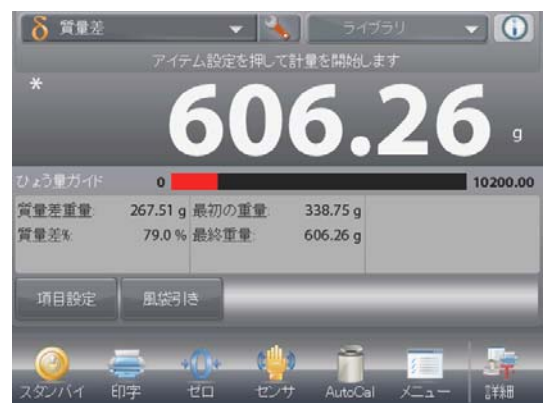 δ 質量差 ライブラリ
アイテム設定を押して計量を開始します
*
606.26 g
ひょう量ガイド 0 10200.00
質量差重量: 267.51 g 最初の重量: 338.75 g
質量差%: 79.0 % 最終重量: 606.26 g
項目設定 風袋引き
スタンバイ 印字 ゼロ センサ AutoCal メニュー 詳細